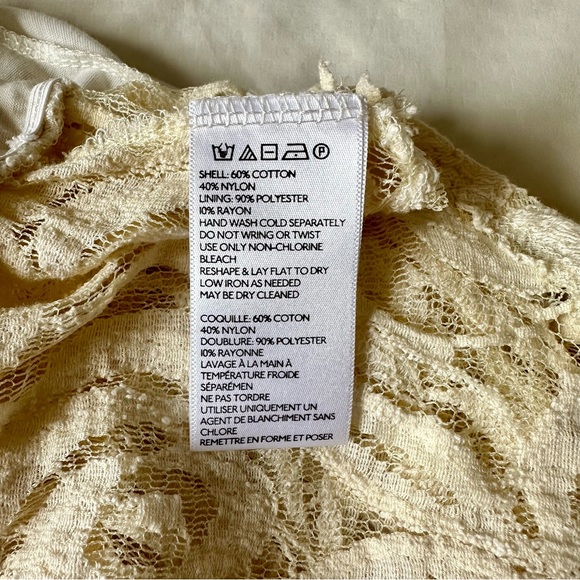 SHELL: 60% COTTON
40% NYLON
LINING: 90% POLYESTER
10% RAYON
HAND WASH COLD SEPARATELY
DO NOT WRING OR TWIST
USE ONLY NON-CHLORINE
BLEACH
RESHAPE & LAY FLAT TO DRY
LOW IRON AS NEEDED
MAY BE DRY CLEANED
COQUILLE: 60% COTON
40% NYLON
DOUBLURE: 90% POLYESTER
10% RAYONNE
LAVAGE À LA MAIN À
TEMPÉRATURE FROIDE
SÉPARÉMEN
NE PAS TORDRE
UTILISER UNIQUEMENT UN
AGENT DE BLANCHIMENT SANS
CHLORE
REMETTRE EN FORME ET POSER